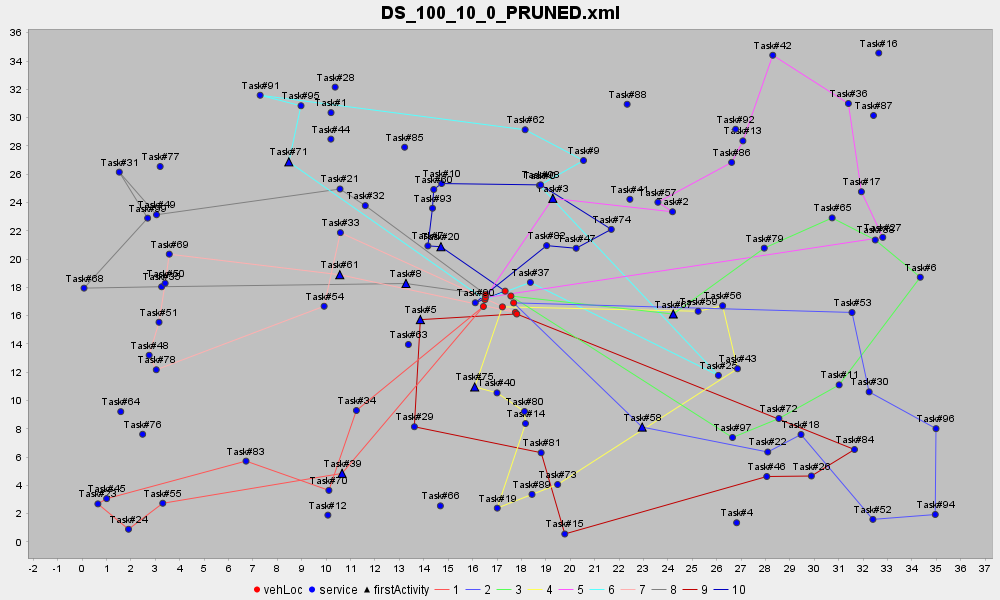 DS_100_10_0_PRUNED.xml
36
34
32
30
28
26
24
22
20
18
16
14
12
10
8
6
4
2
0
Task#42
Task#16
Task#28
Task#91
Task#95
Task#1
Task#88
Task#36
Task#87
Task#62
Task#92
Task#13
Task#44
Task#85
Task#71
Task#9
Task#86
Task#31
Task#77
Task#21
Task#10
Task#3
Task#41
Task#57
Task#17
Task#32
Task#93
Task#2
Task#49
Task#33
Task#74
Task#65
Task#20
Task#82
Task#47
Task#79
Task#27
Task#69
Task#61
Task#8
Task#37
Task#6
Task#68
Task#50
Task#54
Task#90
Task#59
Task#56
Task#53
Task#51
Task#5
Task#63
Task#48
Task#78
Task#43
Task#25
Task#75
Task#40
Task#11
Task#30
Task#64
Task#34
Task#80
Task#14
Task#76
Task#29
Task#58
Task#97
Task#72
Task#18
Task#96
Task#83
Task#81
Task#22
Task#84
Task#39
Task#70
Task#73
Task#46
Task#26
Task#45
Task#23
Task#55
Task#89
Task#66
Task#19
Task#12
Task#24
Task#15
Task#4
Task#52
Task#94
-2 -1 0 1 2 3 4 5 6 7 8 9 10 11 12 13 14 15 16 17 18 19 20 21 22 23 24 25 26 27 28 29 30 31 32 33 34 35 36 37
vehLoc service firstActivity 1 2 3 4 5 6 7 8 9 10